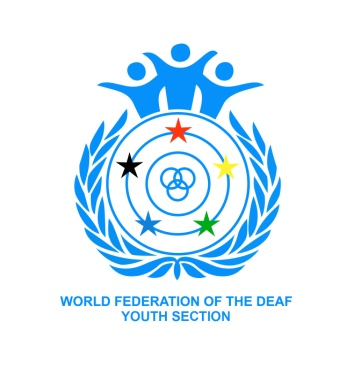 WORLD FEDERATION OF THE DEAF
YOUTH SECTION